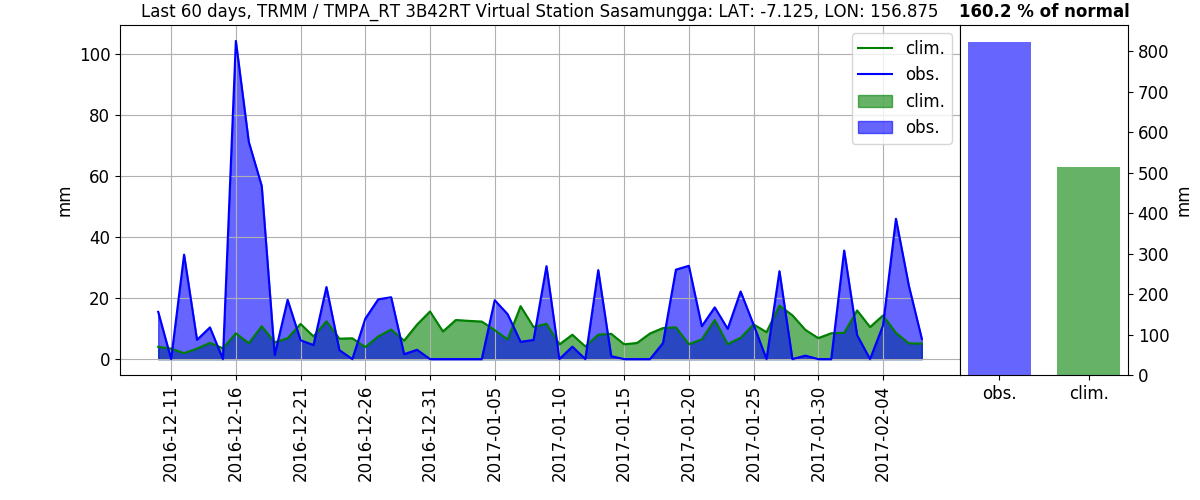 Last 60 days, TRMM / TMPA_RT 3B42RT Virtual Station Sasamungga: LAT: -7.125, LON: 156.875
160.2 % of normal
clim.
obs.
clim.
obs.
100
80
60
40
20
0
mm
2016-12-11
2016-12-16
2016-12-21
2016-12-26
2016-12-31
2017-01-05
2017-01-10
2017-01-15
2017-01-20
2017-01-25
2017-01-30
2017-02-04
800
700
600
500
400
300
200
100
0
mm
obs.
clim.